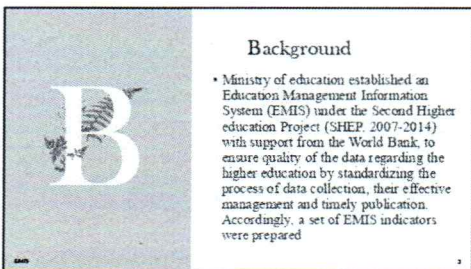 B
Background
• Ministry of education established an
Education Management Information
System (EMIS) under the Second Higher
education Project (SHEP, 2007-2014)
with support from the World Bank, to
ensure quality of the data regarding the
higher education by standardizing the
process of data collection, their effective
management and timely publication.
Accordingly, a set of EMIS indicators
were prepared
EMIS
2